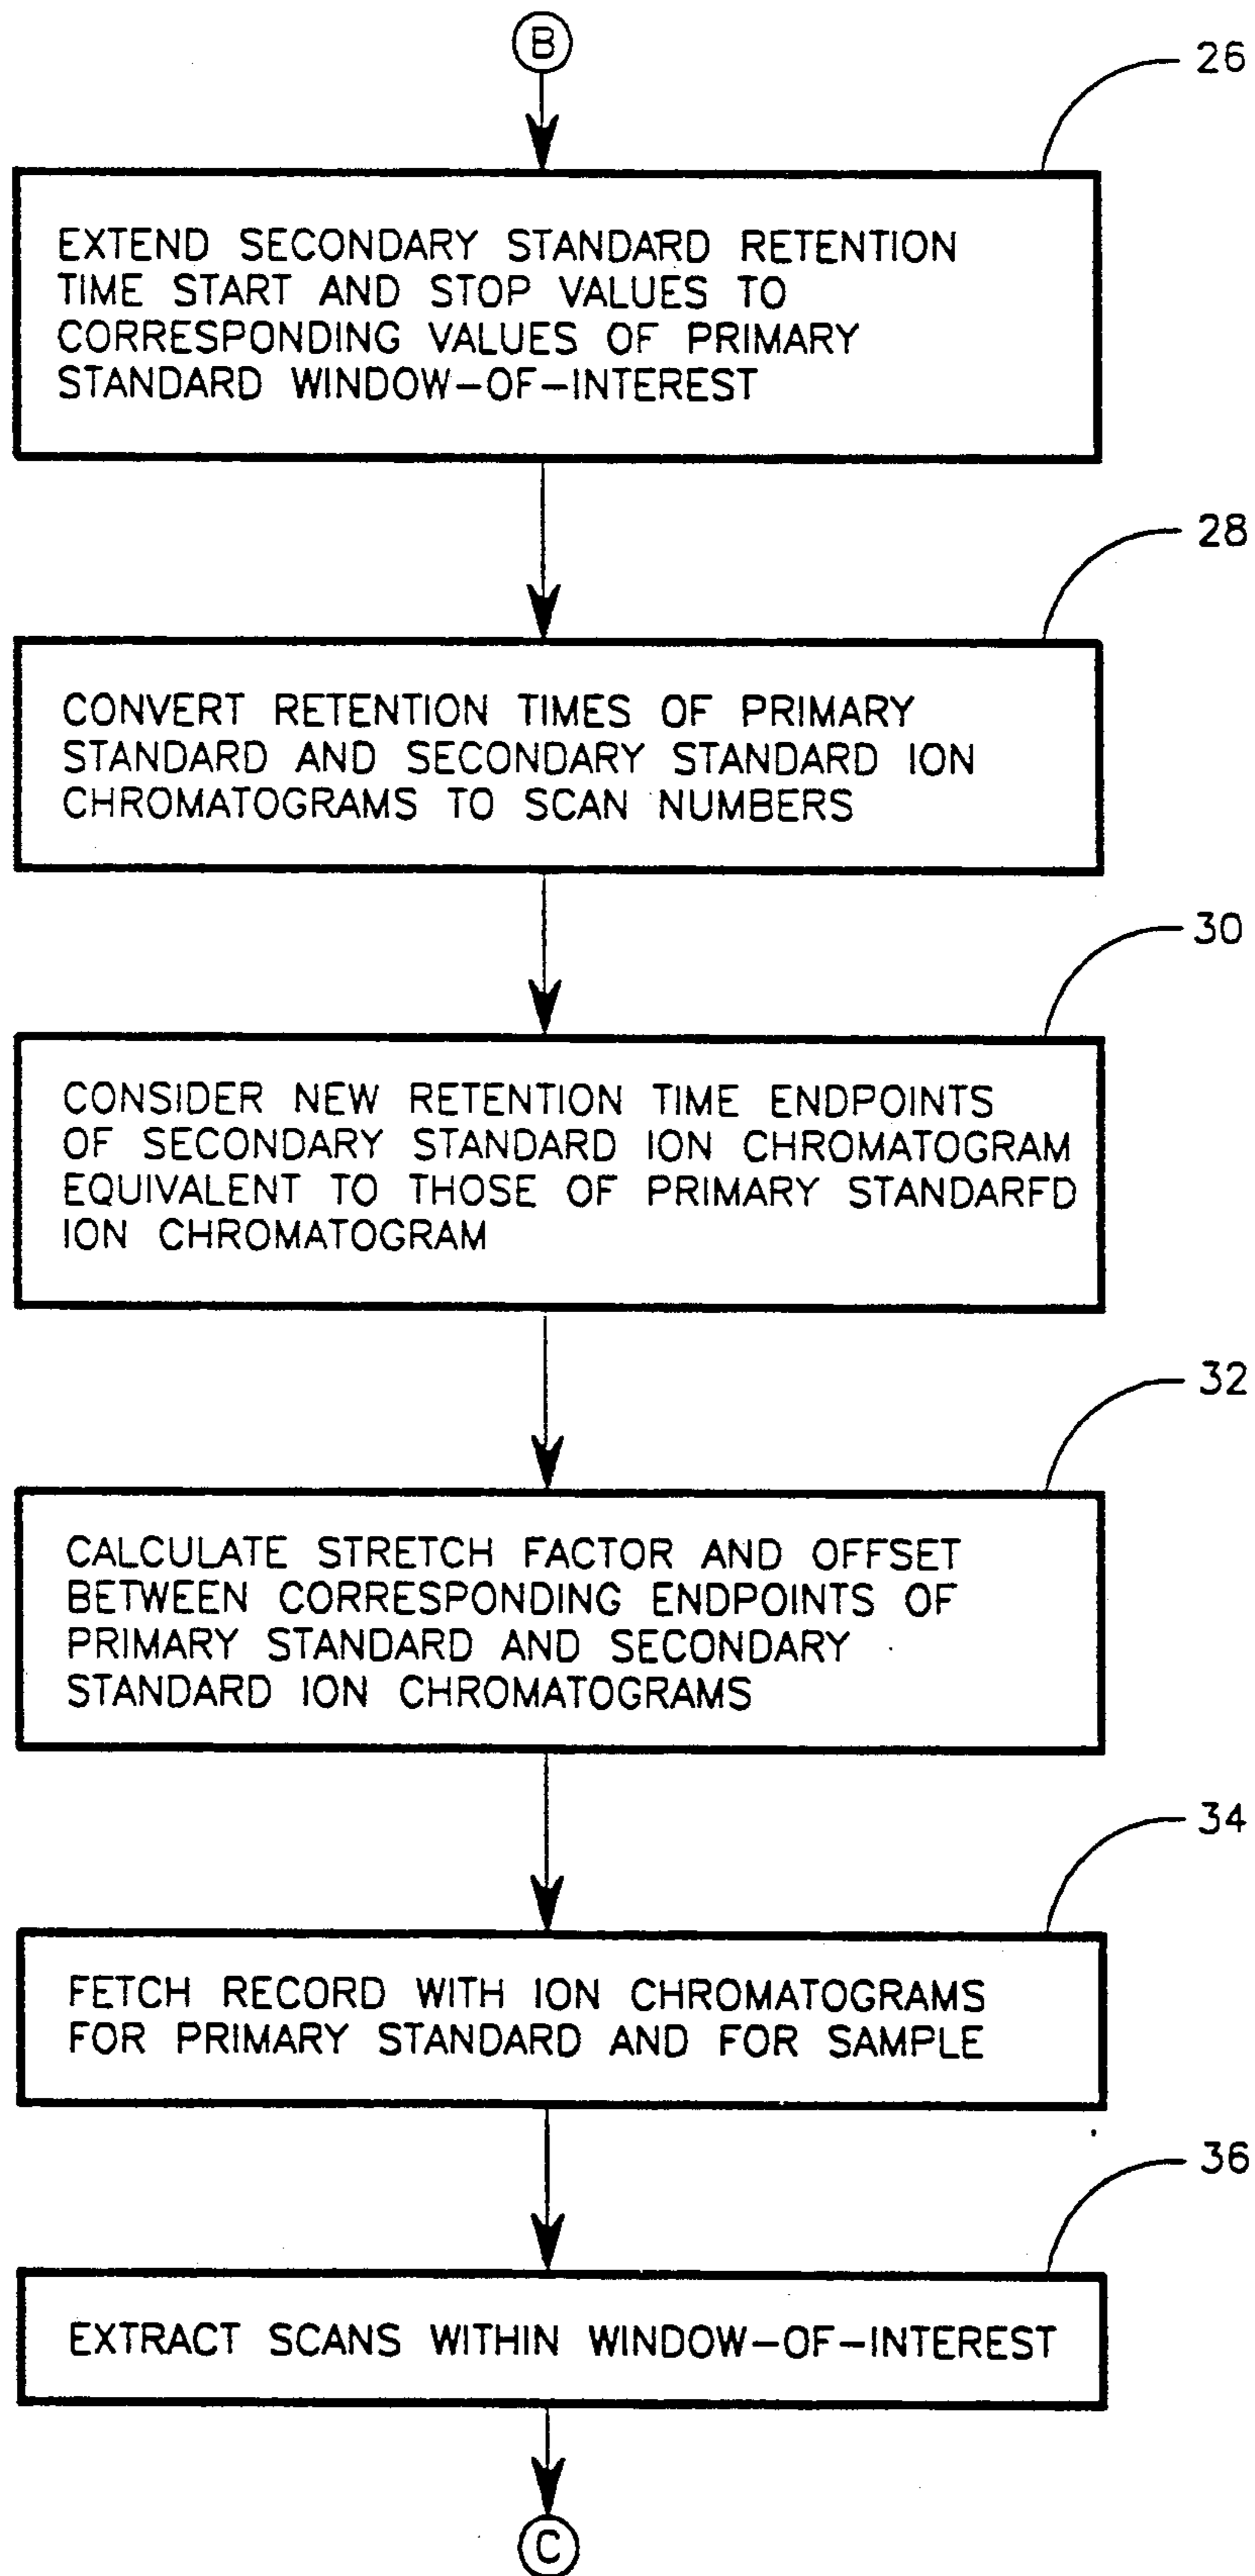 B
26
EXTEND SECONDARY STANDARD RETENTION
TIME START AND STOP VALUES TO
CORRESPONDING VALUES OF PRIMARY
STANDARD WINDOW-OF-INTEREST
28
CONVERT RETENTION TIMES OF PRIMARY
STANDARD AND SECONDARY STANDARD ION
CHROMATOGRAMS TO SCAN NUMBERS
30
CONSIDER NEW RETENTION TIME ENDPOINTS
OF SECONDARY STANDARD ION CHROMATOGRAM
EQUIVALENT TO THOSE OF PRIMARY STANDARFD
ION CHROMATOGRAM
32
CALCULATE STRETCH FACTOR AND OFFSET
BETWEEN CORRESPONDING ENDPOINTS OF
PRIMARY STANDARD AND SECONDARY
STANDARD ION CHROMATOGRAMS
34
FETCH RECORD WITH ION CHROMATOGRAMS
FOR PRIMARY STANDARD AND FOR SAMPLE
36
EXTRACT SCANS WITHIN WINDOW-OF-INTEREST
C